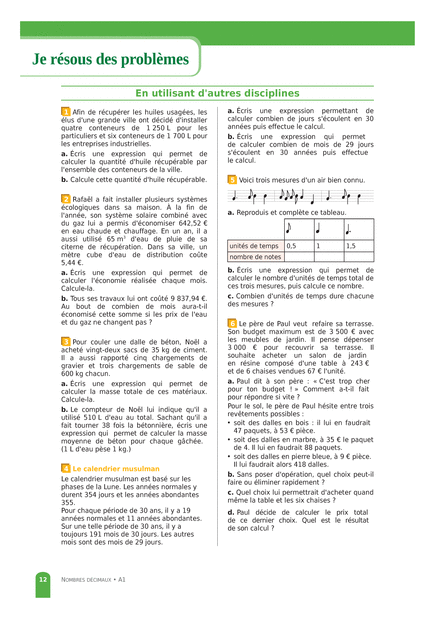 Je résous des problèmes
En utilisant d'autres disciplines
1 Afin de récupérer les huiles usagées, les
élus d'une grande ville ont décidé d'installer
quatre conteneurs de 1 250 L pour les
particuliers et six conteneurs de 1 700 L pour
les entreprises industrielles.
a. Écris une expression qui permet de
calculer la quantité d'huile récupérable par
l'ensemble des conteneurs de la ville.
b. Calcule cette quantité d'huile récupérable.
2 Rafaël a fait installer plusieurs systèmes
écologiques dans sa maison. À la fin de
l'année, son système solaire combiné avec
du gaz lui a permis d'économiser 642,52 €
en eau chaude et chauffage. En un an, il a
aussi utilisé 65 m³ d'eau de pluie de sa
citerne de récupération. Dans sa ville, un
mètre cube d'eau de distribution coûte
5,44 €.
a. Écris une expression qui permet de
calculer l'économie réalisée chaque mois.
Calcule-la.
b. Tous ses travaux lui ont coûté 9 837,94 €.
Au bout de combien de mois aura-t-il
économisé cette somme si les prix de l'eau
et du gaz ne changent pas ?
3 Pour couler une dalle de béton, Noël a
acheté vingt-deux sacs de 35 kg de ciment.
Il a aussi rapporté cinq chargements de
gravier et trois chargements de sable de
600 kg chacun.
a. Écris une expression qui permet de
calculer la masse totale de ces matériaux.
Calcule-la.
b. Le compteur de Noël lui indique qu'il a
utilisé 510 L d'eau au total. Sachant qu'il a
fait tourner 38 fois la bétonnière, écris une
expression qui permet de calculer la masse
moyenne de béton pour chaque gâchée.
(1 L d'eau pèse 1 kg.)
4 Le calendrier musulman
Le calendrier musulman est basé sur les
phases de la Lune. Les années normales y
durent 354 jours et les années abondantes
355.
Pour chaque période de 30 ans, il y a 19
années normales et 11 années abondantes.
Sur une telle période de 30 ans, il y a
toujours 191 mois de 30 jours. Les autres
mois sont des mois de 29 jours.
a. Écris une expression permettant de
calculer combien de jours s'écoulent en 30
années puis effectue le calcul.
b. Écris une expression qui permet
de calculer combien de mois de 29 jours
s'écoulent en 30 années puis effectue
le calcul.
5 Voici trois mesures d'un air bien connu.
a. Reproduis et complète ce tableau.
unités de temps 0,5 1 1,5
nombre de notes
b. Écris une expression qui permet de
calculer le nombre d'unités de temps total de
ces trois mesures, puis calcule ce nombre.
c. Combien d'unités de temps dure chacune
des mesures ?
6 Le père de Paul veut refaire sa terrasse.
Son budget maximum est de 3 500 € avec
les meubles de jardin. Il pense dépenser
3 000 € pour recouvrir sa terrasse. Il
souhaite acheter un salon de jardin
en résine composé d'une table à 243 €
et de 6 chaises vendues 67 € l'unité.
a. Paul dit à son père : « C'est trop cher
pour ton budget ! » Comment a-t-il fait
pour répondre si vite ?
Pour le sol, le père de Paul hésite entre trois
revêtements possibles :
• soit des dalles en bois : il lui en faudrait
47 paquets, à 53 € pièce.
• soit des dalles en marbre, à 35 € le paquet
de 4. Il lui en faudrait 88 paquets.
• soit des dalles en pierre bleue, à 9 € pièce.
Il lui faudrait alors 418 dalles.
b. Sans poser d'opération, quel choix peut-il
faire ou éliminer rapidement ?
c. Quel choix lui permettrait d'acheter quand
même la table et les six chaises ?
d. Paul décide de calculer le prix total
de ce dernier choix. Quel est le résultat
de son calcul ?
12 NOMBRES DÉCIMAUX • A1